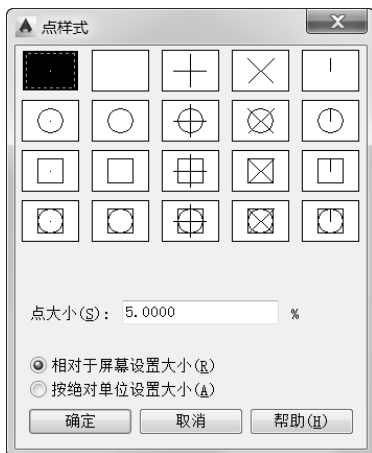 点样式
点大小(S): 5.0000 %
相对于屏幕设置大小(R)
按绝对单位设置大小(A)
确定 取消 帮助(H)